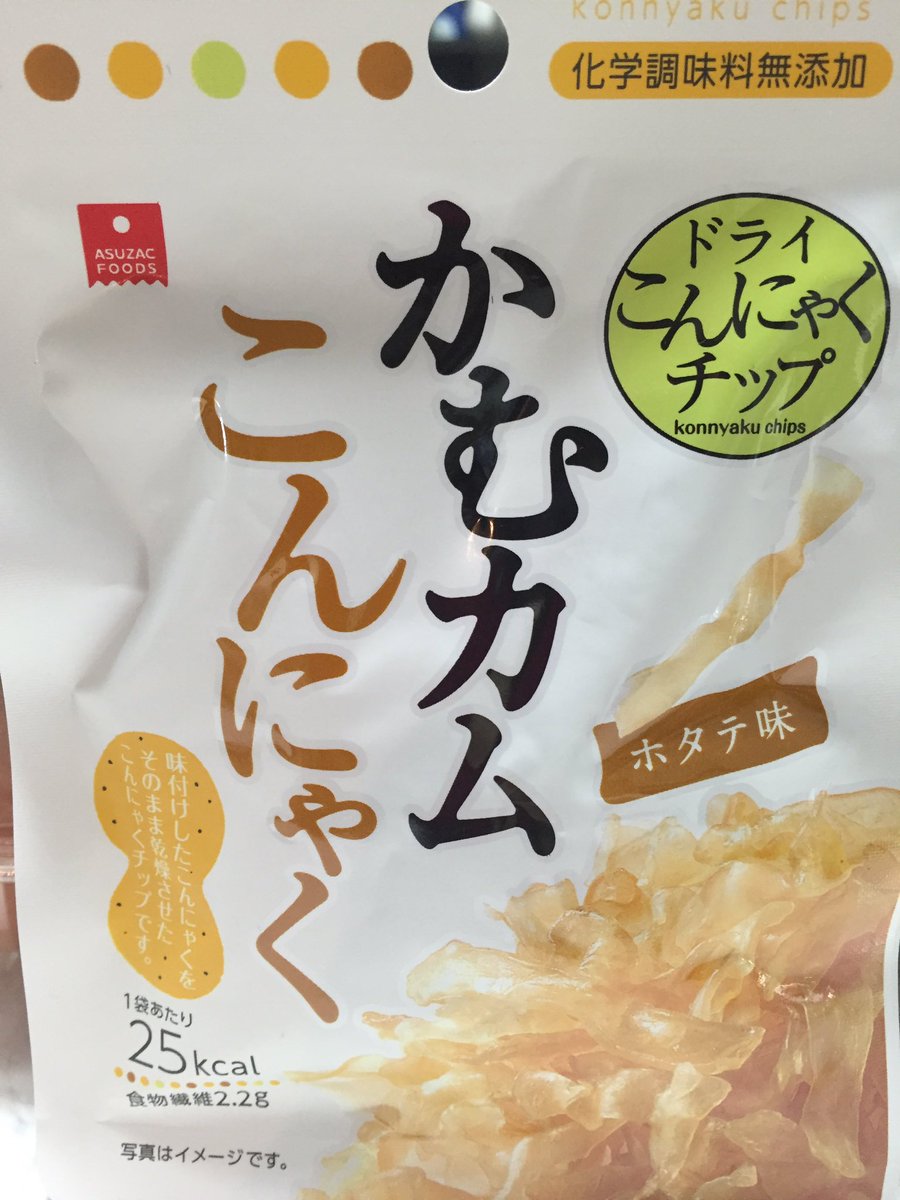 konnyaku chips
化学調味料無添加
ASUZAC
FOODS
ドライ
こんにゃく
チップ
konnyaku chips
かむカム
こんにゃく
ホタテ味
味付けしたこんにゃくを
そのまま乾燥させた
こんにゃくチップです。
1袋あたり
25kcal
食物繊維2.2g
写真はイメージです。